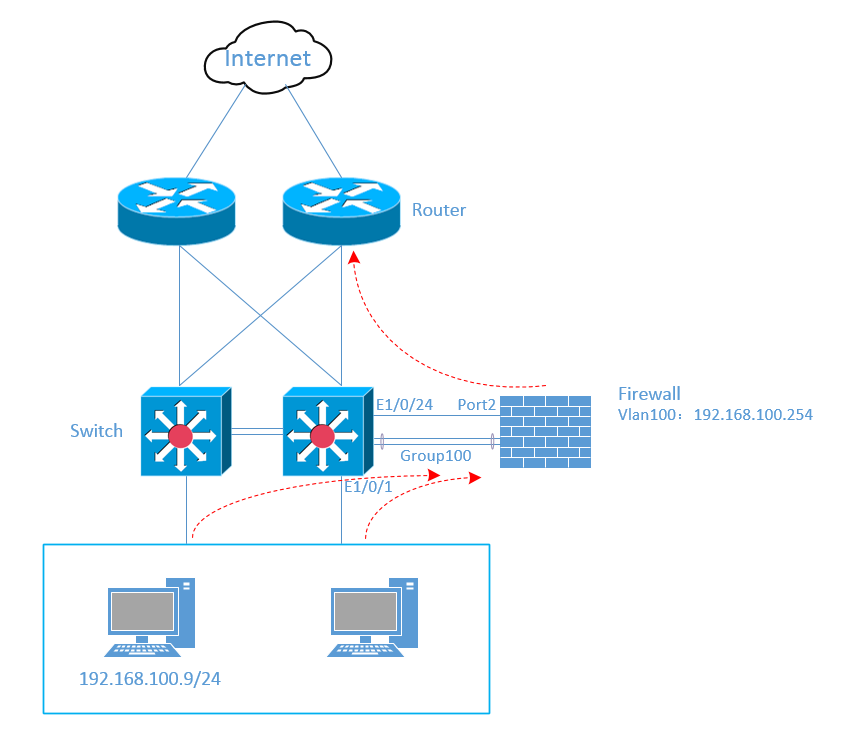 Internet
Router
E1/0/24
Port2
Firewall
Vlan100：192.168.100.254
Switch
Group100
E1/0/1
192.168.100.9/24